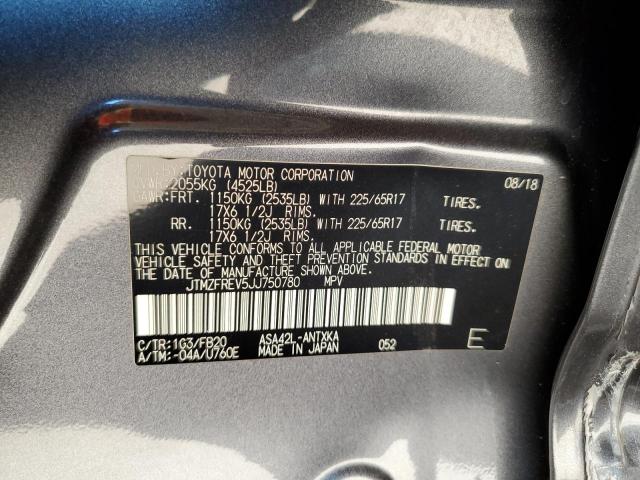 TOYOTA MOTOR CORPORATION 08/18
2055KG (4525LB)
GAWR:FRT. 1150KG (2535LB) WITH 225/65R17 TIRES.
17X6 1/2J RIMS.
RR. 1150KG (2535LB) WITH 225/65R17 TIRES.
17X6 1/2J RIMS.
THIS VEHICLE CONFORMS TO ALL APPLICABLE FEDERAL MOTOR
VEHICLE SAFETY AND THEFT PREVENTION STANDARDS IN EFFECT
ON THE DATE OF MANUFACTURE SHOWN ABOVE.
JTMZFREV5JJ750780 MPV
C/TR:1G3/FB20 ASA42L-ANTXKA
A/TM:-04A/U760E MADE IN JAPAN 052 E